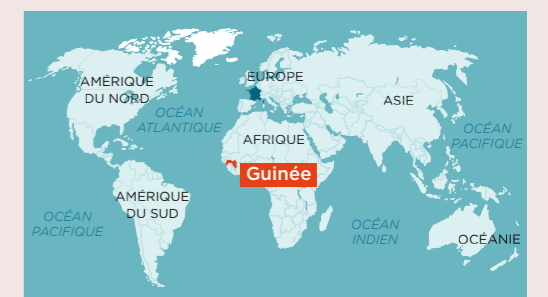 AMÉRIQUE
DU NORD
EUROPE
ASIE
OCÉAN
ATLANTIQUE
OCÉAN
PACIFIQUE
AFRIQUE
Guinée
AMÉRIQUE
DU SUD
OCÉAN
PACIFIQUE
OCÉAN
INDIEN
OCÉANIE